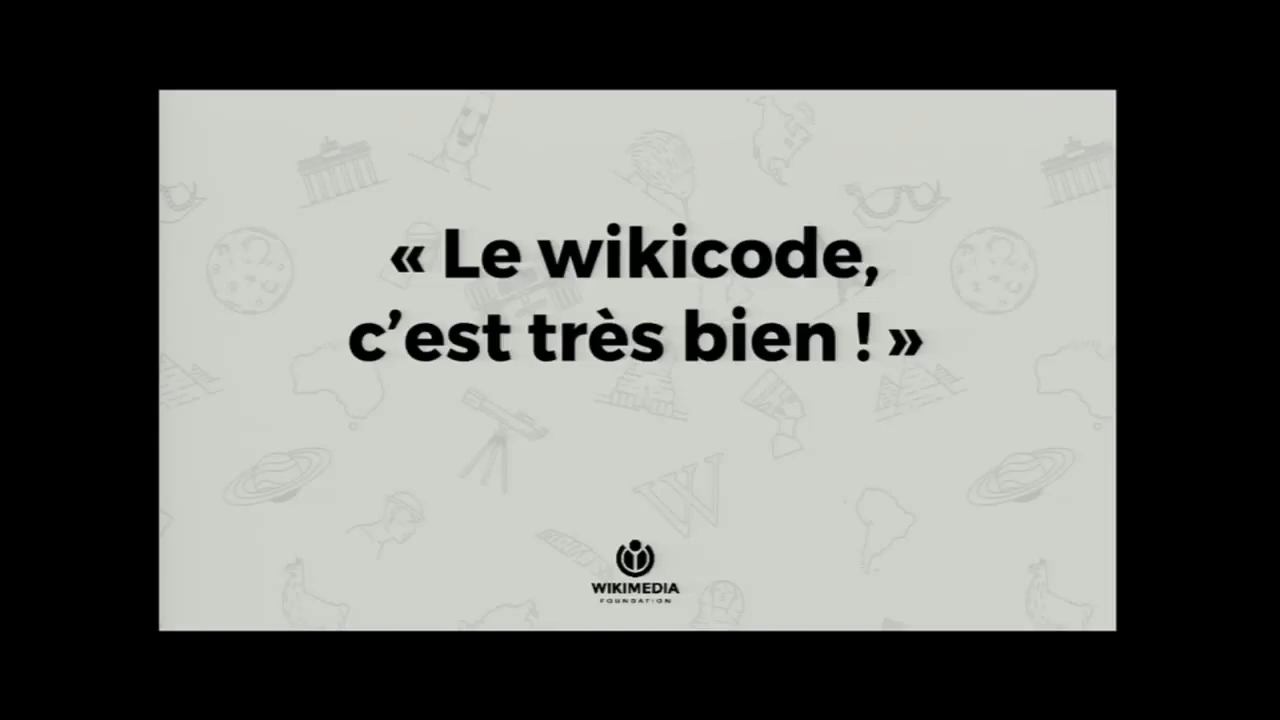 « Le wikicode,
c’est très bien ! »
W
WIKIMEDIA
FOUNDATION